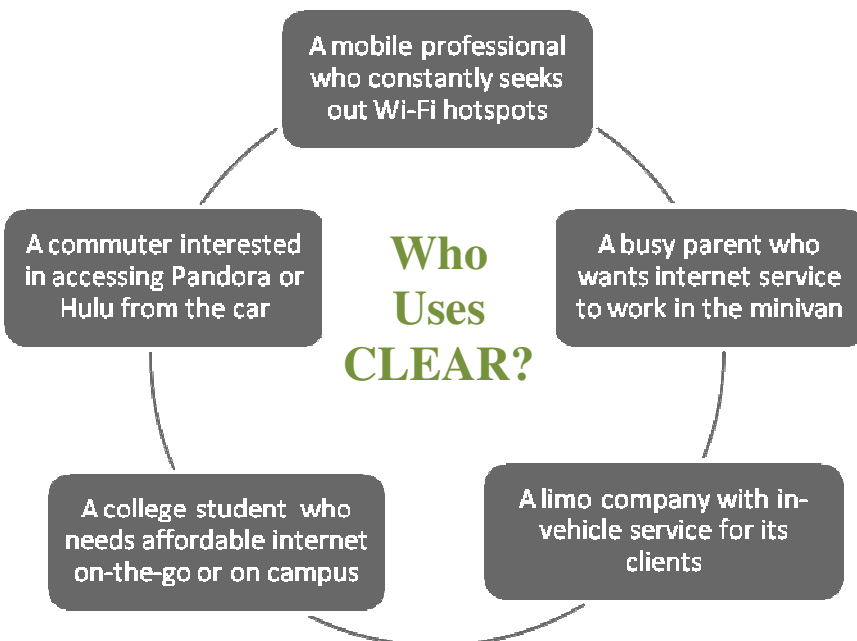 A mobile professional
who constantly seeks
out Wi-Fi hotspots
A commuter interested
in accessing Pandora or
Hulu from the car
Who
Uses
CLEAR?
A busy parent who
wants internet service
to work in the minivan
A college student who
needs affordable internet
on-the-go or on campus
A limo company with in-
vehicle service for its
clients